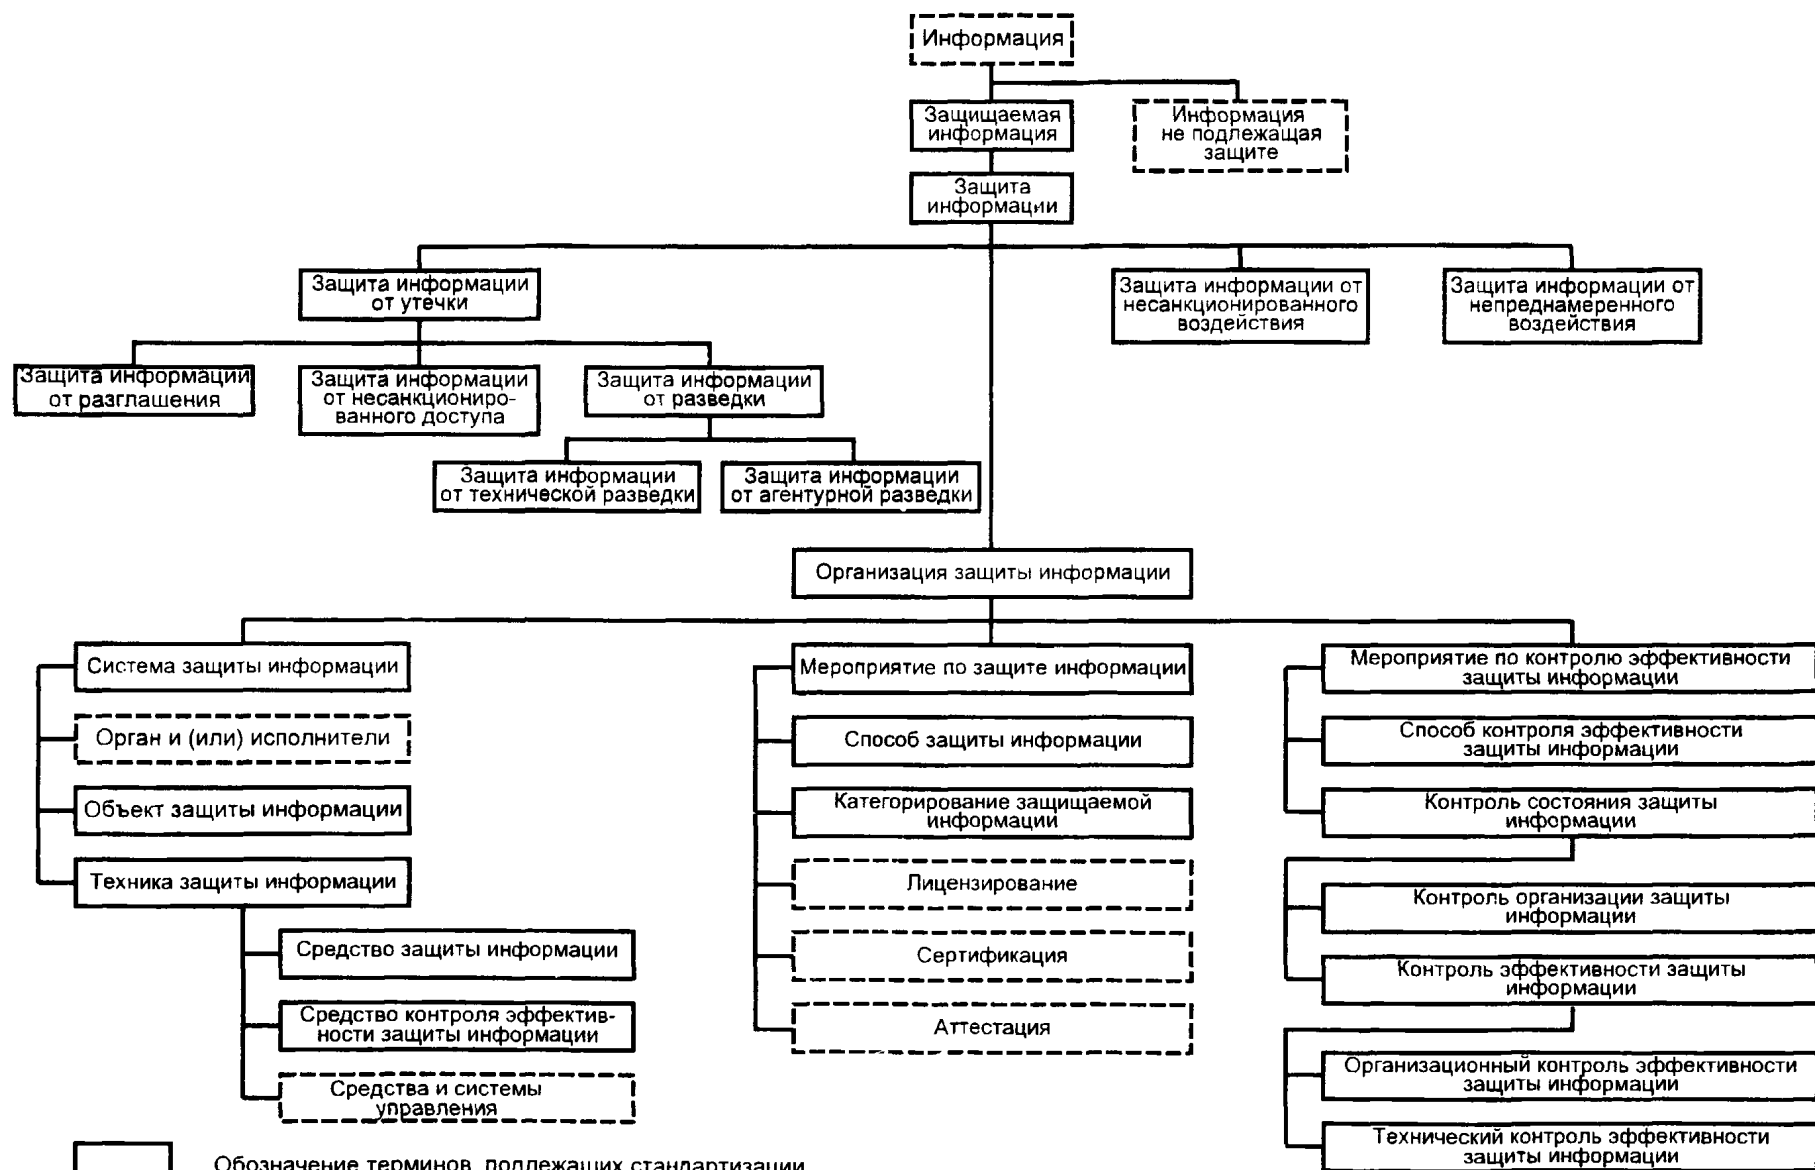 Информация
Защищаемая
информация
Информация
не подлежащая
защите
Защита
информации
Защита информации
от утечки
Защита информации от
несанкционированного
воздействия
Защита информации от
непреднамеренного
воздействия
Защита информации
от разглашения
Защита информации
от несанкциониро-
ванного доступа
Защита информации
от разведки
Защита информации
от технической разведки
Защита информации
от агентурной разведки
Организация защиты информации
Система защиты информации
Орган и (или) исполнители
Объект защиты информации
Техника защиты информации
Средство защиты информации
Средство контроля эффектив-
ности защиты информации
Средства и системы
управления
Мероприятие по защите информации
Способ защиты информации
Категорирование защищаемой
информации
Лицензирование
Сертификация
Аттестация
Мероприятие по контролю эффективности
защиты информации
Способ контроля эффективности
защиты информации
Контроль состояния защиты
информации
Контроль организации защиты
информации
Контроль эффективности защиты
информации
Организационный контроль эффективности
защиты информации
Технический контроль эффективности
защиты информации
Обозначение терминов, подлежащих стандартизации